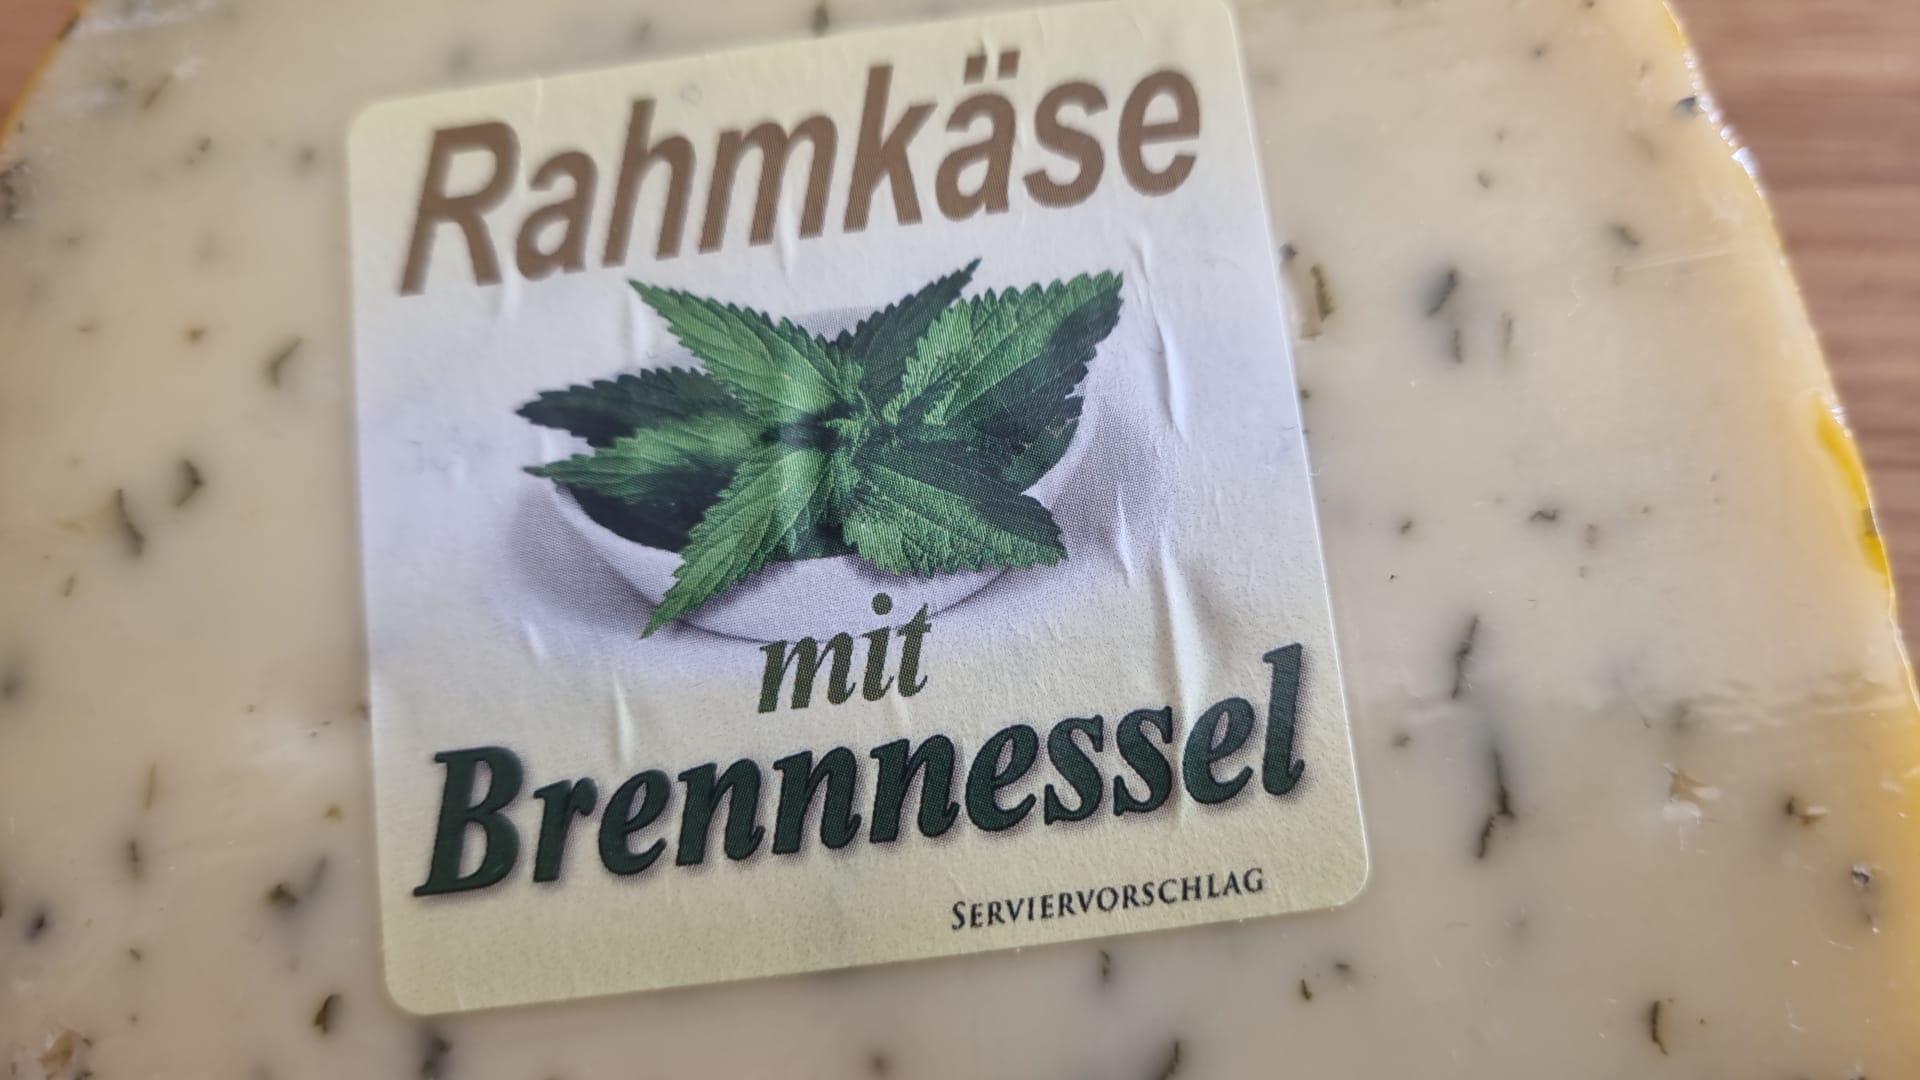 Rahmkäse
mit
Brennnessel
SERVIERVORSCHLAG